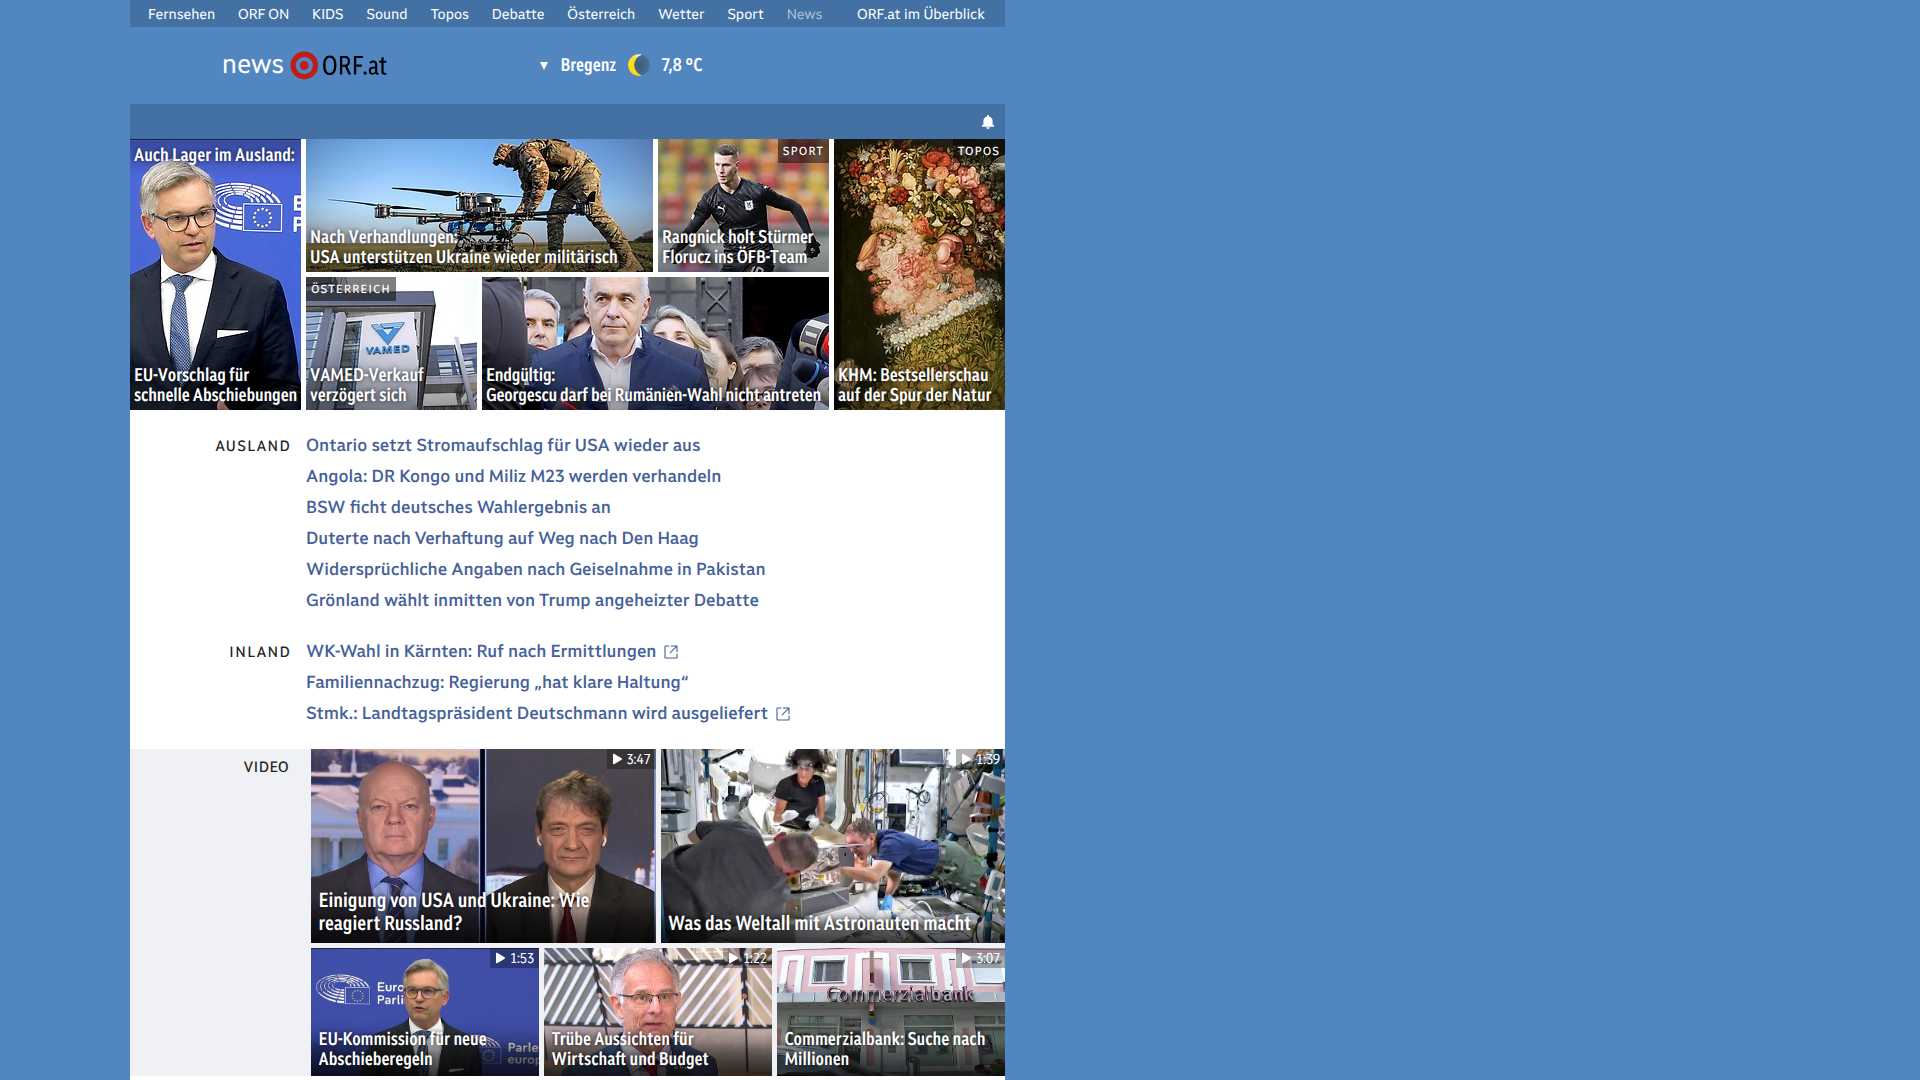 Fernsehen ORF ON KIDS Sound Topos Debatte Österreich Wetter Sport News ORF.at im Überblick
news ORF.at
Bregenz 7,8 °C
Auch Lager im Ausland:
EU-Vorschlag für
schnelle Abschiebungen
Nach Verhandlungen:
USA unterstützen Ukraine wieder militärisch
SPORT
Rangnick holt Stürmer
Florucz ins ÖFB-Team
TOPOS
KHM: Bestsellerschau
auf der Spur der Natur
ÖSTERREICH
VAMED
VAMED-Verkauf
verzögert sich
Endgültig:
Georgescu darf bei Rumänien-Wahl nicht antreten
AUSLAND
Ontario setzt Stromaufschlag für USA wieder aus
Angola: DR Kongo und Miliz M23 werden verhandeln
BSW ficht deutsches Wahlergebnis an
Duterte nach Verhaftung auf Weg nach Den Haag
Widersprüchliche Angaben nach Geiselnahme in Pakistan
Grönland wählt inmitten von Trump angeheizter Debatte
INLAND
WK-Wahl in Kärnten: Ruf nach Ermittlungen
Familiennachzug: Regierung „hat klare Haltung“
Stmk.: Landtagspräsident Deutschmann wird ausgeliefert
VIDEO
3:47
Einigung von USA und Ukraine: Wie
reagiert Russland?
1:39
Was das Weltall mit Astronauten macht
1:53
EU-Kommission für neue
Abschieberegeln
1:22
Trübe Aussichten für
Wirtschaft und Budget
3:07
Commerzialbank
Commerzialbank: Suche nach
Millionen